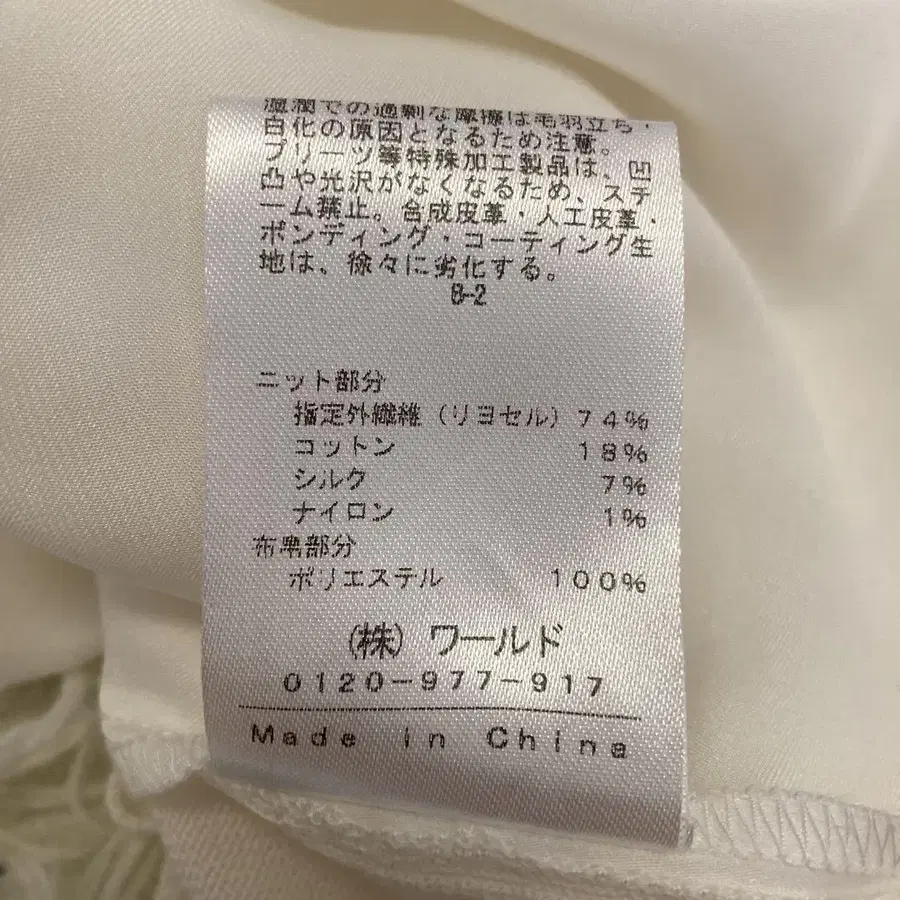 湿潤での過剰な摩擦は毛羽立ち・
白化の原因となるため注意。
プリーツ等特殊加工製品は、凹
凸や光沢がなくなるため、スチ
ーム禁止。合成皮革・人工皮革・
ボンディング・コーティング生
地は、徐々に劣化する。
B-2
ニット部分
指定外繊維(リヨセル)74%
コットン 18%
シルク 7%
ナイロン 1%
布帛部分
ポリエステル 100%
(株)ワールド
0120-977-917
Made in China